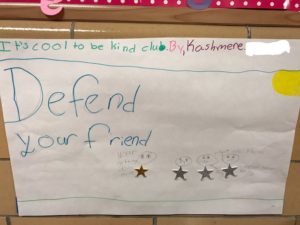 It's cool to be kind club. By, Kashmere
Defend
your friend